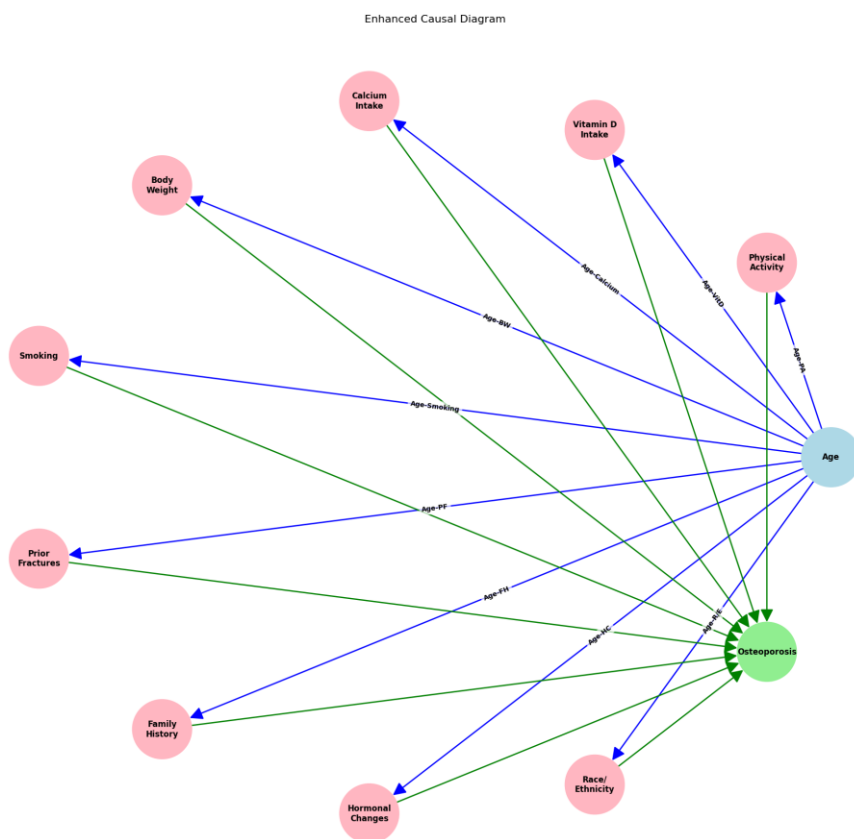 Enhanced Causal Diagram
Calcium
Intake
Vitamin D
Intake
Body
Weight
Physical
Activity
Age-Calcium
Age-VitD
Age-BW
Smoking
Age-PA
Age-Smoking
Age
Age-PF
Prior
Fractures
Age-FH
Age-HC
Age-R/E
Osteoporosis
Family
History
Race/
Ethnicity
Hormonal
Changes